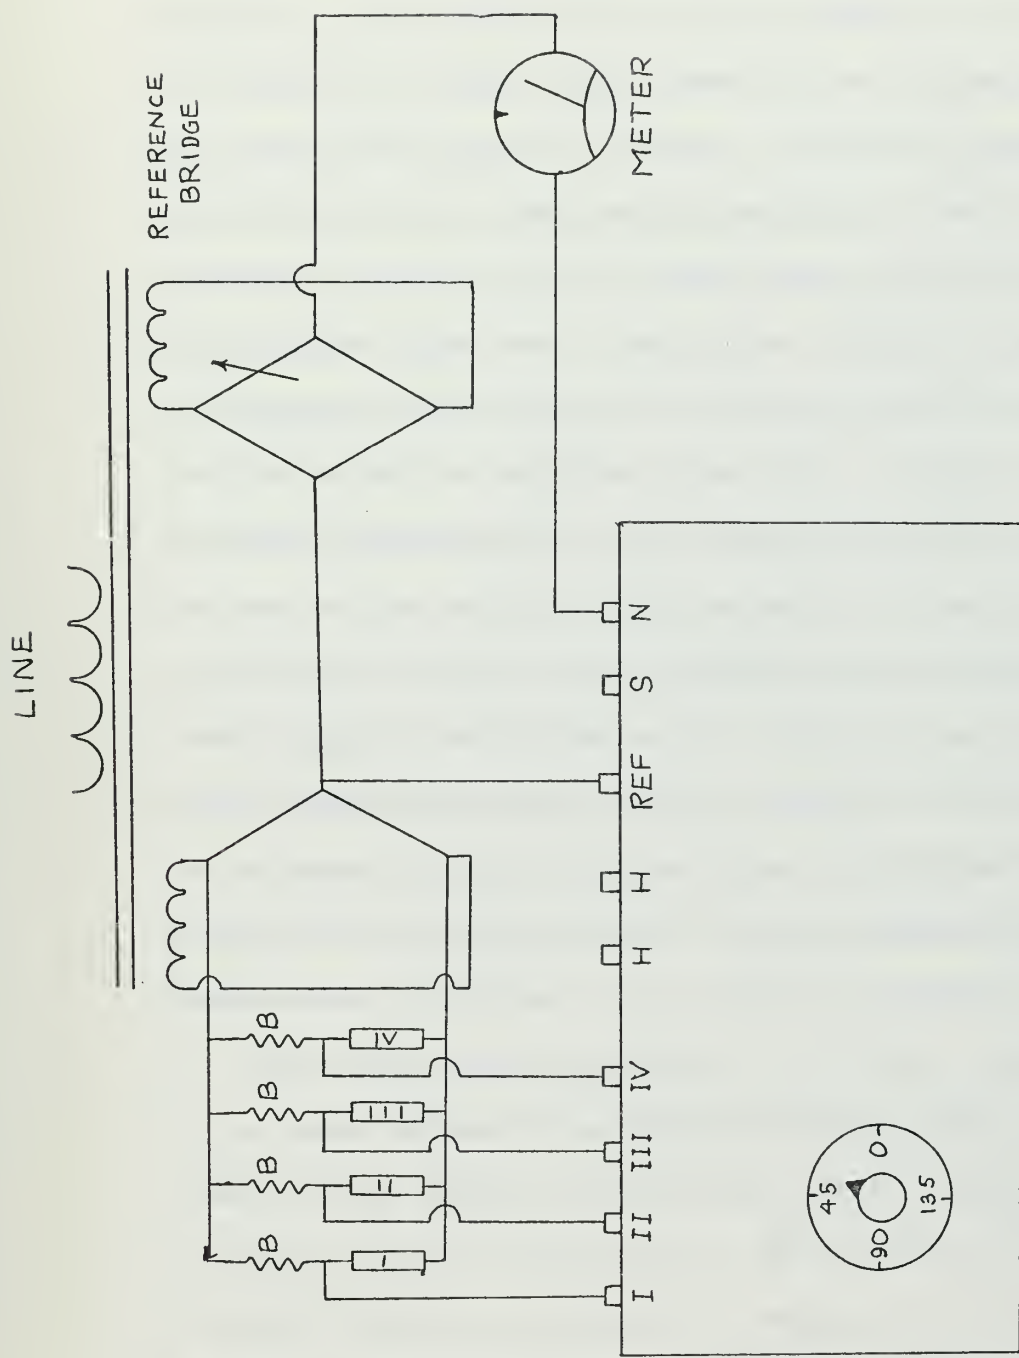 LINE
REFERENCE
BRIDGE
B B B B
I II III IV
I II III IV H H REF S N METER
45
90 0
135